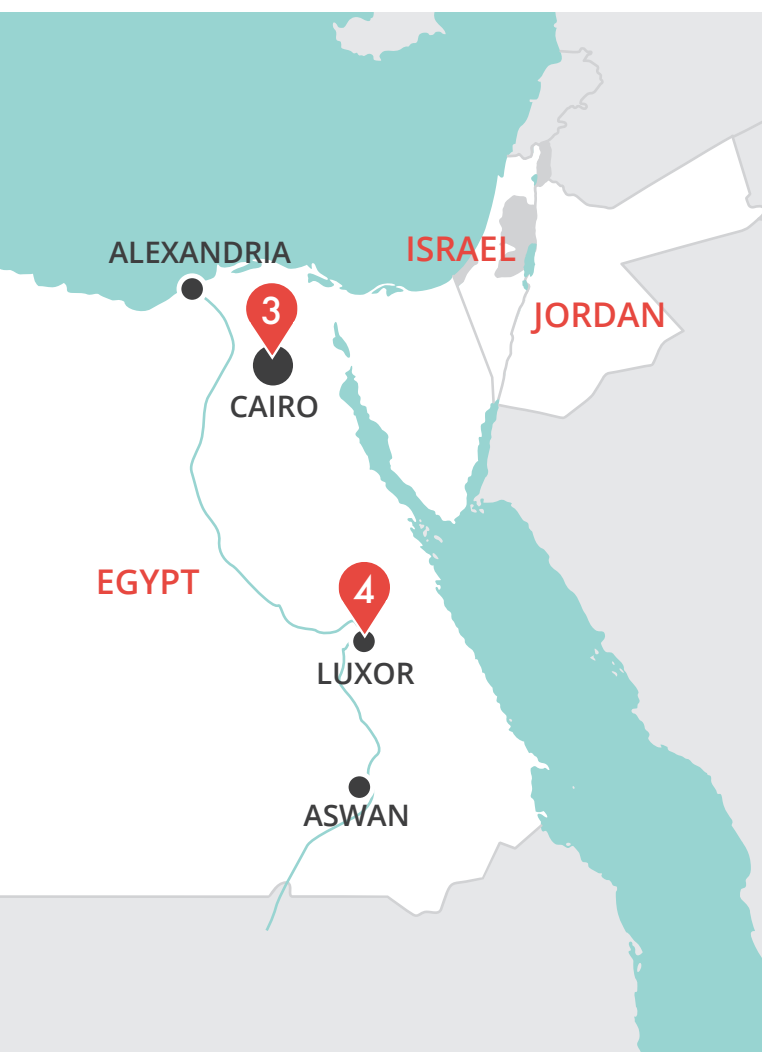 ALEXANDRIA
ISRAEL
3
JORDAN
CAIRO
EGYPT
4
LUXOR
ASWAN